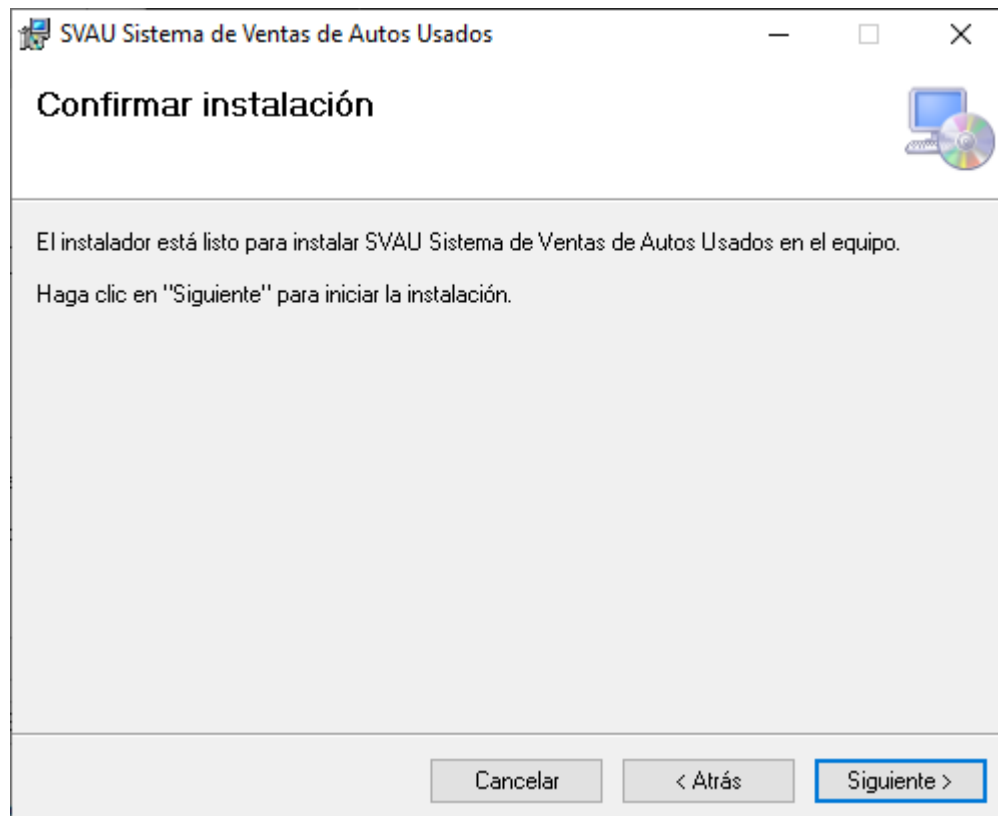 SVAU Sistema de Ventas de Autos Usados
Confirmar instalación
El instalador está listo para instalar SVAU Sistema de Ventas de Autos Usados en el equipo.
Haga clic en "Siguiente" para iniciar la instalación.
Cancelar
< Atrás
Siguiente >